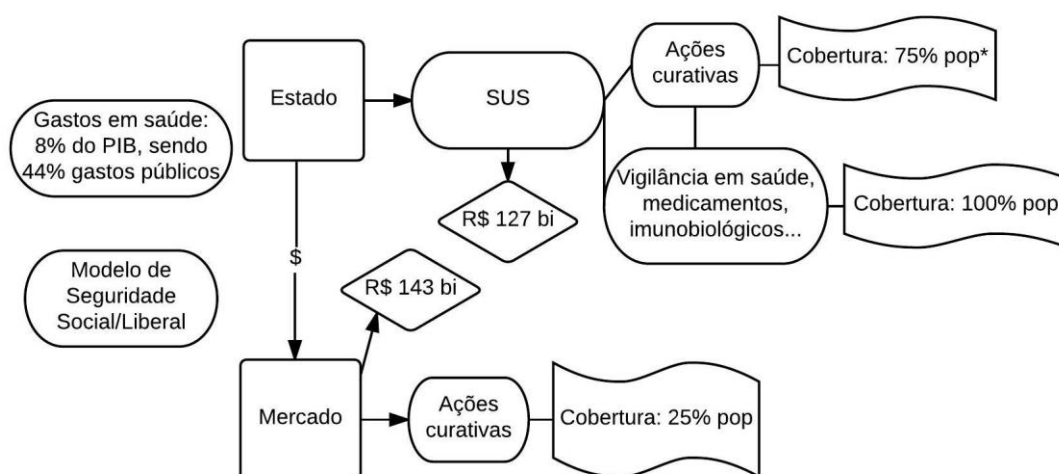 Gastos em saúde:
8% do PIB, sendo
44% gastos públicos
Modelo de
Seguridade
Social/Liberal
Estado
SUS
Ações
curativas
Cobertura: 75% pop*
Vigilância em saúde,
medicamentos,
imunobiológicos...
Cobertura: 100% pop
R$ 127 bi
$
R$ 143 bi
Mercado
Ações
curativas
Cobertura: 25% pop